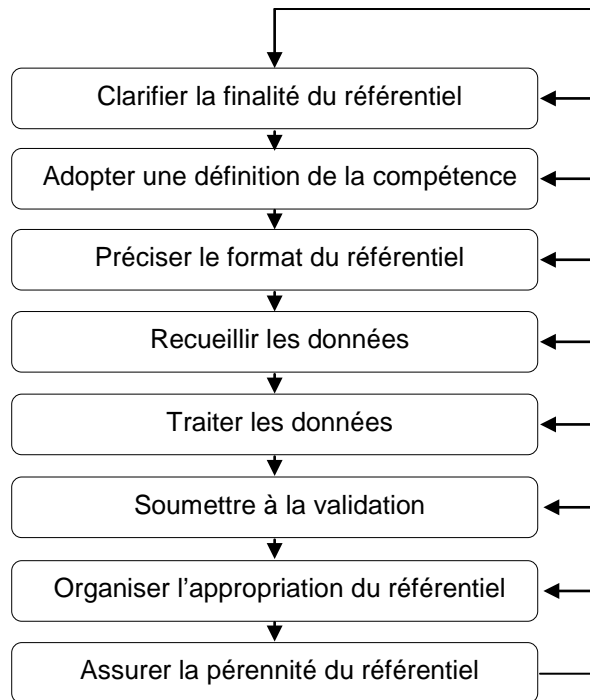 Clarifier la finalité du référentiel
Adopter une définition de la compétence
Préciser le format du référentiel
Recueillir les données
Traiter les données
Soumettre à la validation
Organiser l’appropriation du référentiel
Assurer la pérennité du référentiel